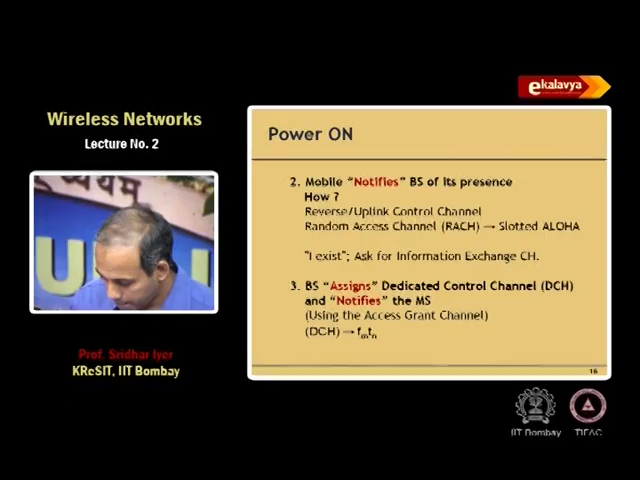 ekalavya
Wireless Networks
Lecture No. 2
Power ON
2. Mobile “Notifies” BS of its presence
How ?
Reverse/Uplink Control Channel
Random Access Channel (RACH) → Slotted ALOHA
"I exist"; Ask for Information Exchange CH.
3. BS “Assigns” Dedicated Control Channel (DCH)
and “Notifies” the MS
(Using the Access Grant Channel)
(DCH) → fmtn
16
Prof. Sridhar Iyer
KReSIT, IIT Bombay
IIT Bombay
TIFAC